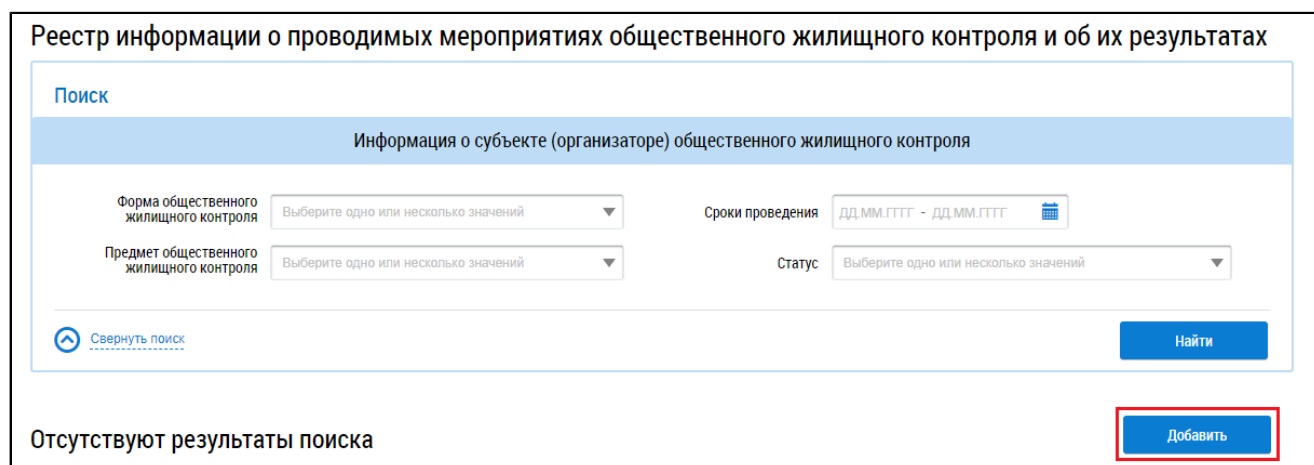 Реестр информации о проводимых мероприятиях общественного жилищного контроля и об их результатах
Поиск
Информация о субъекте (организаторе) общественного жилищного контроля
Форма общественного
жилищного контроля
Выберите одно или несколько значений
Сроки проведения
ДД.ММ.ГГГГ - ДД.ММ.ГГГГ
Предмет общественного
жилищного контроля
Выберите одно или несколько значений
Статус
Выберите одно или несколько значений
Свернуть поиск
Найти
Отсутствуют результаты поиска
Добавить